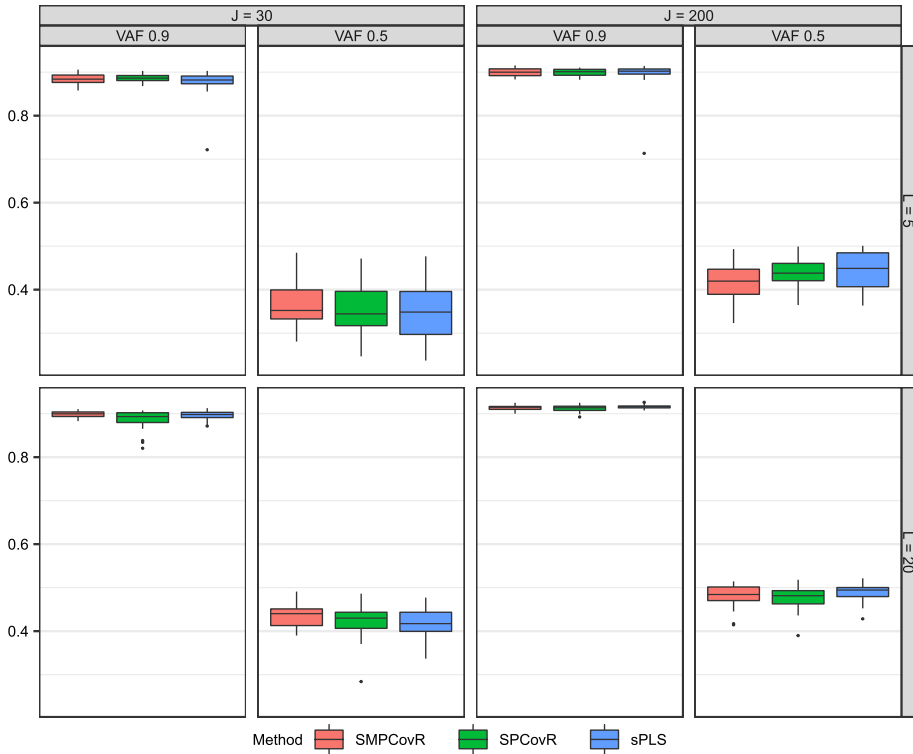 J = 30
J = 200
VAF 0.9
VAF 0.5
VAF 0.9
VAF 0.5
0.8
0.6
0.4
L = 5
0.8
0.6
0.4
L = 20
Method SMPCovR SPCovR sPLS